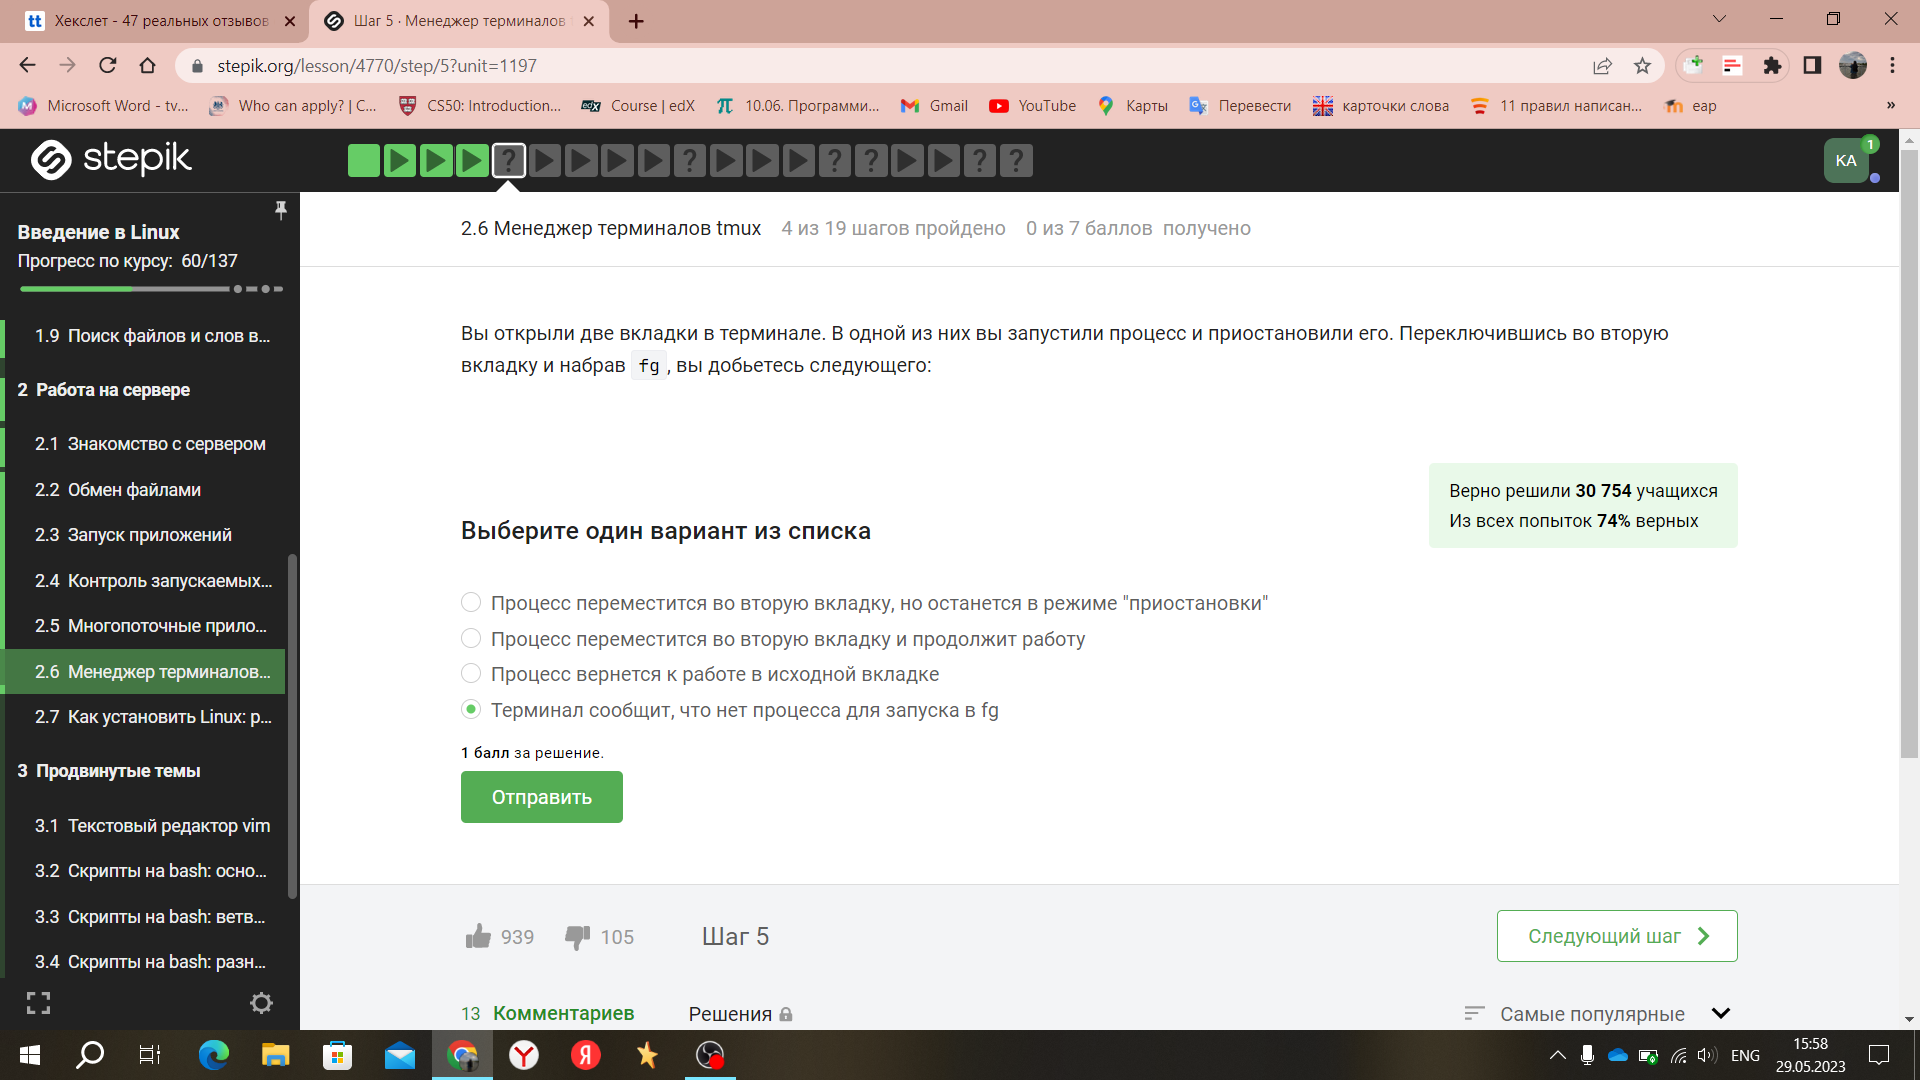 Хекслет - 47 реальных отзывов
Шаг 5 · Менеджер терминалов
stepik.org/lesson/4770/step/5?unit=1197
Microsoft Word - tv...
Who can apply? | C...
CS50: Introduction...
edX Course | edX
10.06. Программи...
Gmail
YouTube
Карты
Перевести
карточки слова
11 правил написан...
eap
»
stepik
KA
1
Введение в Linux
Прогресс по курсу: 60/137
1.9 Поиск файлов и слов в...
2 Работа на сервере
2.1 Знакомство с сервером
2.2 Обмен файлами
2.3 Запуск приложений
2.4 Контроль запускаемых...
2.5 Многопоточные прило...
2.6 Менеджер терминалов...
2.7 Как установить Linux: р...
3 Продвинутые темы
3.1 Текстовый редактор vim
3.2 Скрипты на bash: осно...
3.3 Скрипты на bash: ветв...
3.4 Скрипты на bash: разн...
2.6 Менеджер терминалов tmux 4 из 19 шагов пройдено 0 из 7 баллов получено
Вы открыли две вкладки в терминале. В одной из них вы запустили процесс и приостановили его. Переключившись во вторую
вкладку и набрав fg, вы добьетесь следующего:
Верно решили 30 754 учащихся
Из всех попыток 74% верных
Выберите один вариант из списка
Процесс переместится во вторую вкладку, но останется в режиме "приостановки"
Процесс переместится во вторую вкладку и продолжит работу
Процесс вернется к работе в исходной вкладке
Терминал сообщит, что нет процесса для запуска в fg
1 балл за решение.
Отправить
939 105 Шаг 5
Следующий шаг
13 Комментариев
Решения
Самые популярные
ENG
15:58
29.05.2023